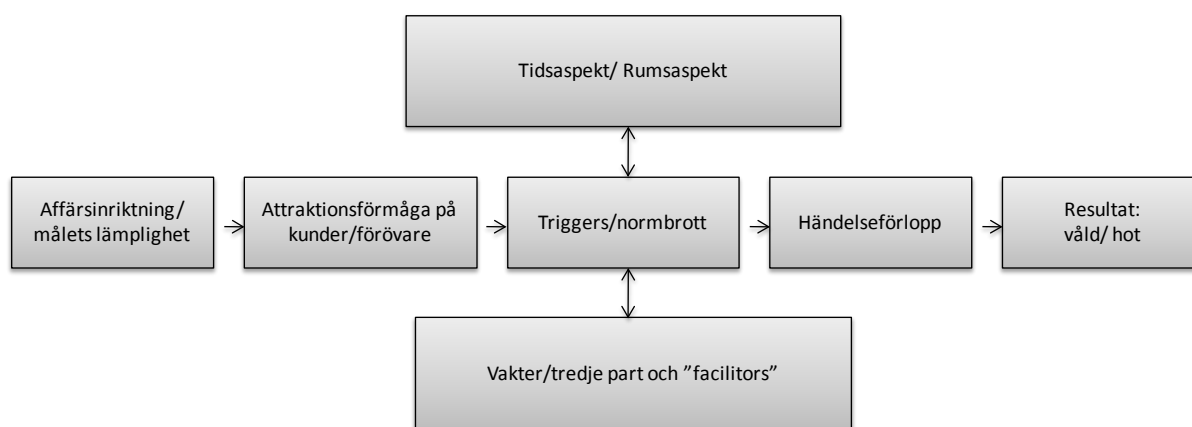 Tidsaspekt/ Rumsaspekt
Affärsinriktning/
målets lämplighet
Attraktionsförmåga på
kunder/förövare
Triggers/normbrott
Händelseförlopp
Resultat:
våld/ hot
Vakter/tredje part och ”facilitors”